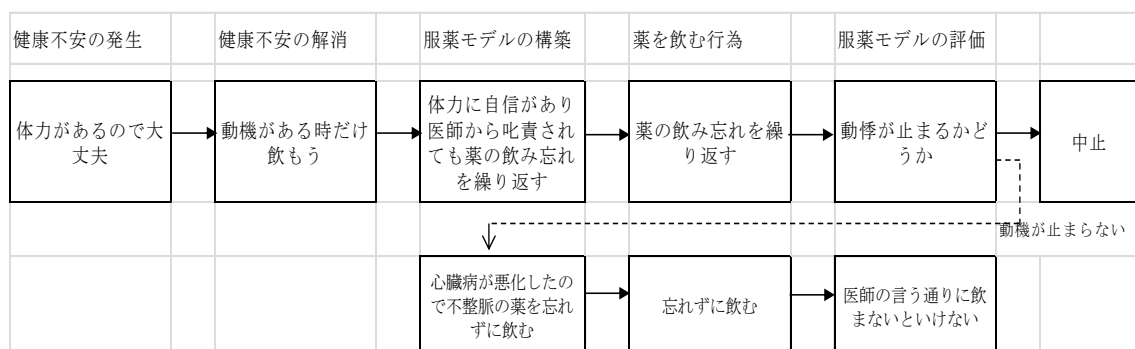 健康不安の発生
健康不安の解消
服薬モデルの構築
薬を飲む行為
服薬モデルの評価
体力があるので大
丈夫
動機がある時だけ
飲もう
体力に自信があり
医師から叱責され
ても薬の飲み忘れ
を繰り返す
薬の飲み忘れを繰
り返す
動悸が止まるかど
うか
中止
動機が止まらない
心臓病が悪化したの
で不整脈の薬を忘れ
ずに飲む
忘れずに飲む
医師の言う通りに飲
まないといけない